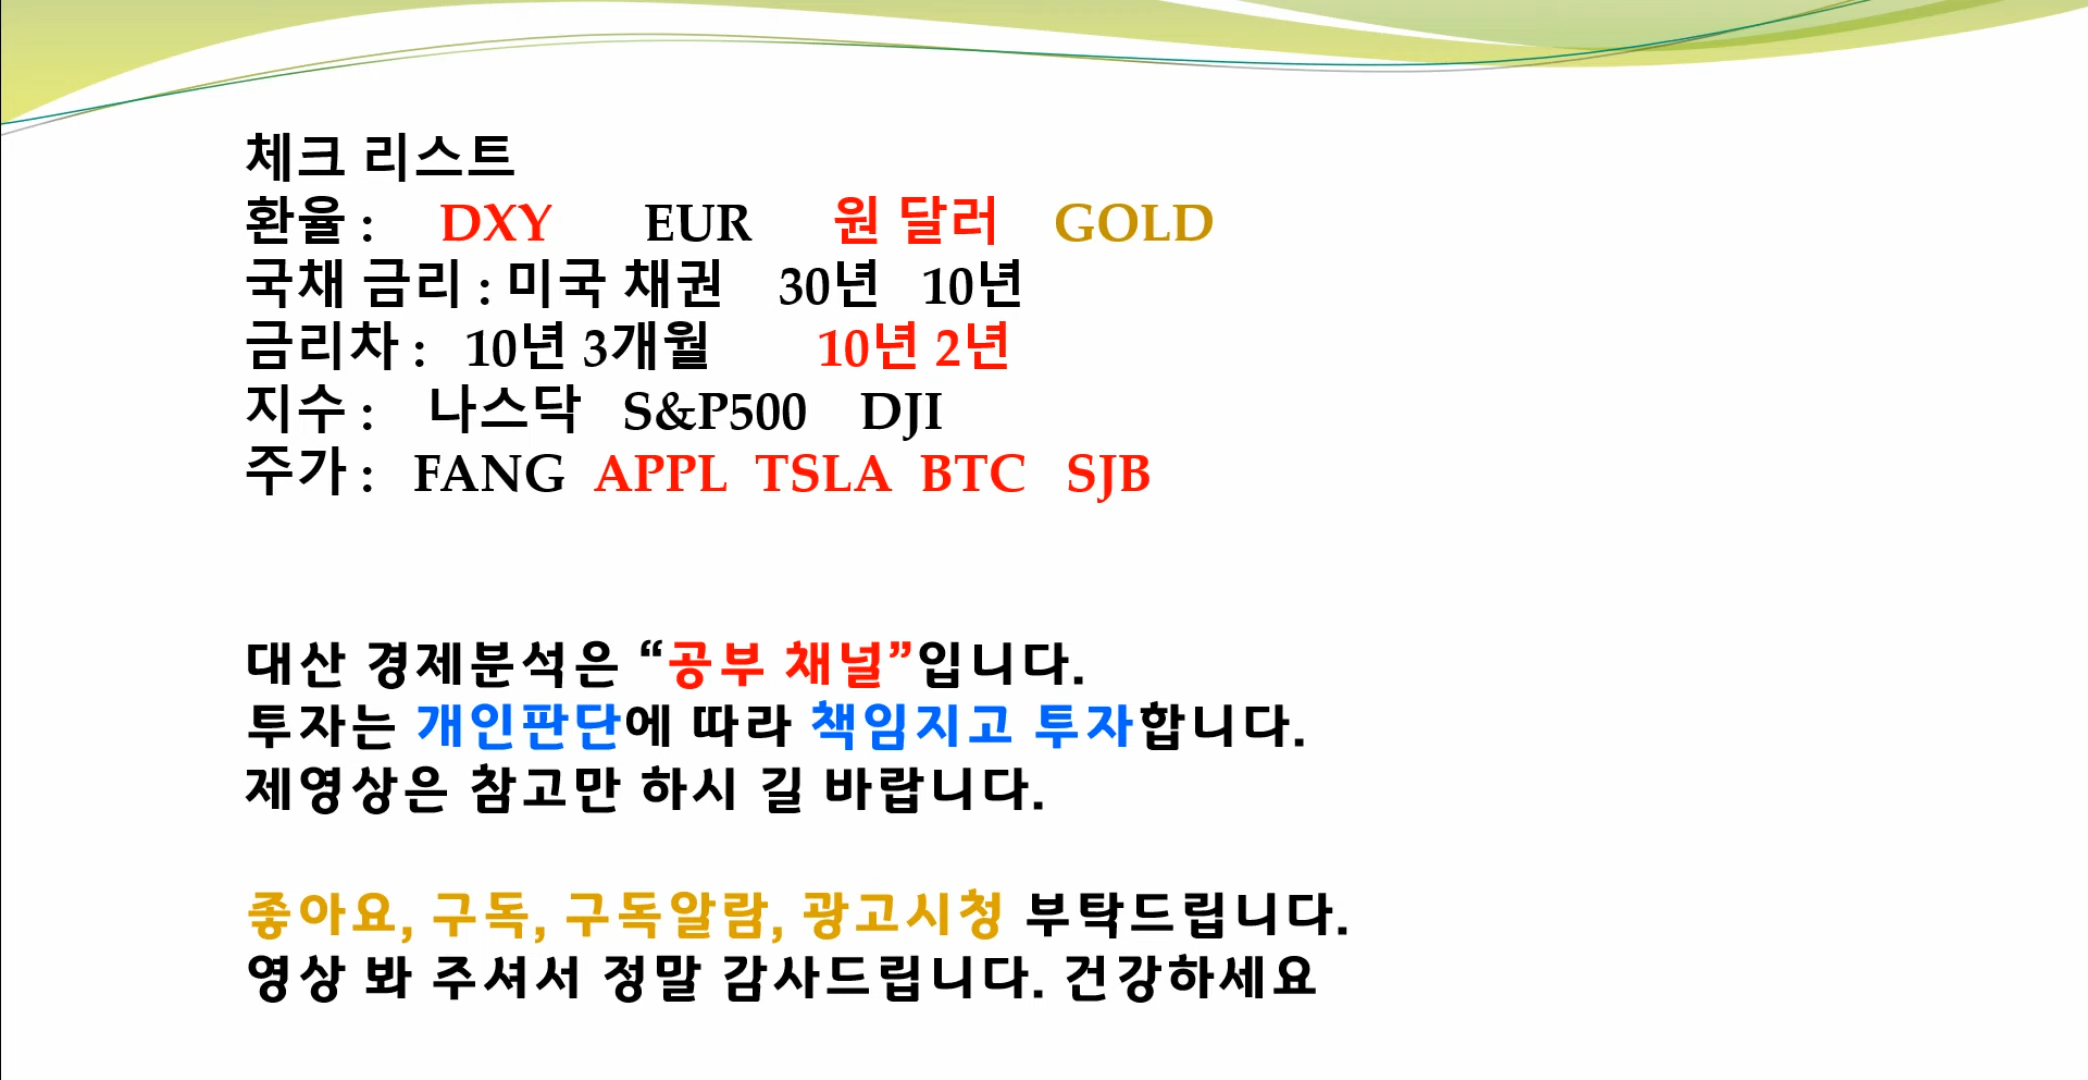 체크 리스트
환율 : DXY EUR 원 달러 GOLD
국채 금리 : 미국 채권 30년 10년
금리차 : 10년 3개월 10년 2년
지수 : 나스닥 S&P500 DJI
주가 : FANG APPL TSLA BTC SJB
대산 경제분석은 “공부 채널”입니다.
투자는 개인판단에 따라 책임지고 투자합니다.
제영상은 참고만 하시 길 바랍니다.
좋아요, 구독, 구독알람, 광고시청 부탁드립니다.
영상 봐 주셔서 정말 감사드립니다. 건강하세요